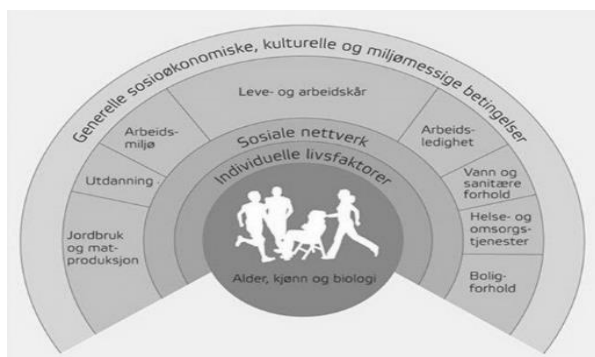 Generelle sosioøkonomiske, kulturelle og miljømessige betingelser
Leve- og arbeidskår
Arbeids-
miljø
Utdanning
Jordbruk
og mat-
produksjon
Arbeids-
ledighet
Vann og
sanitære
forhold
Helse- og
omsorgs-
tjenester
Bolig-
forhold
Sosiale nettverk
Individuelle livsfaktorer
Alder, kjønn og biologi